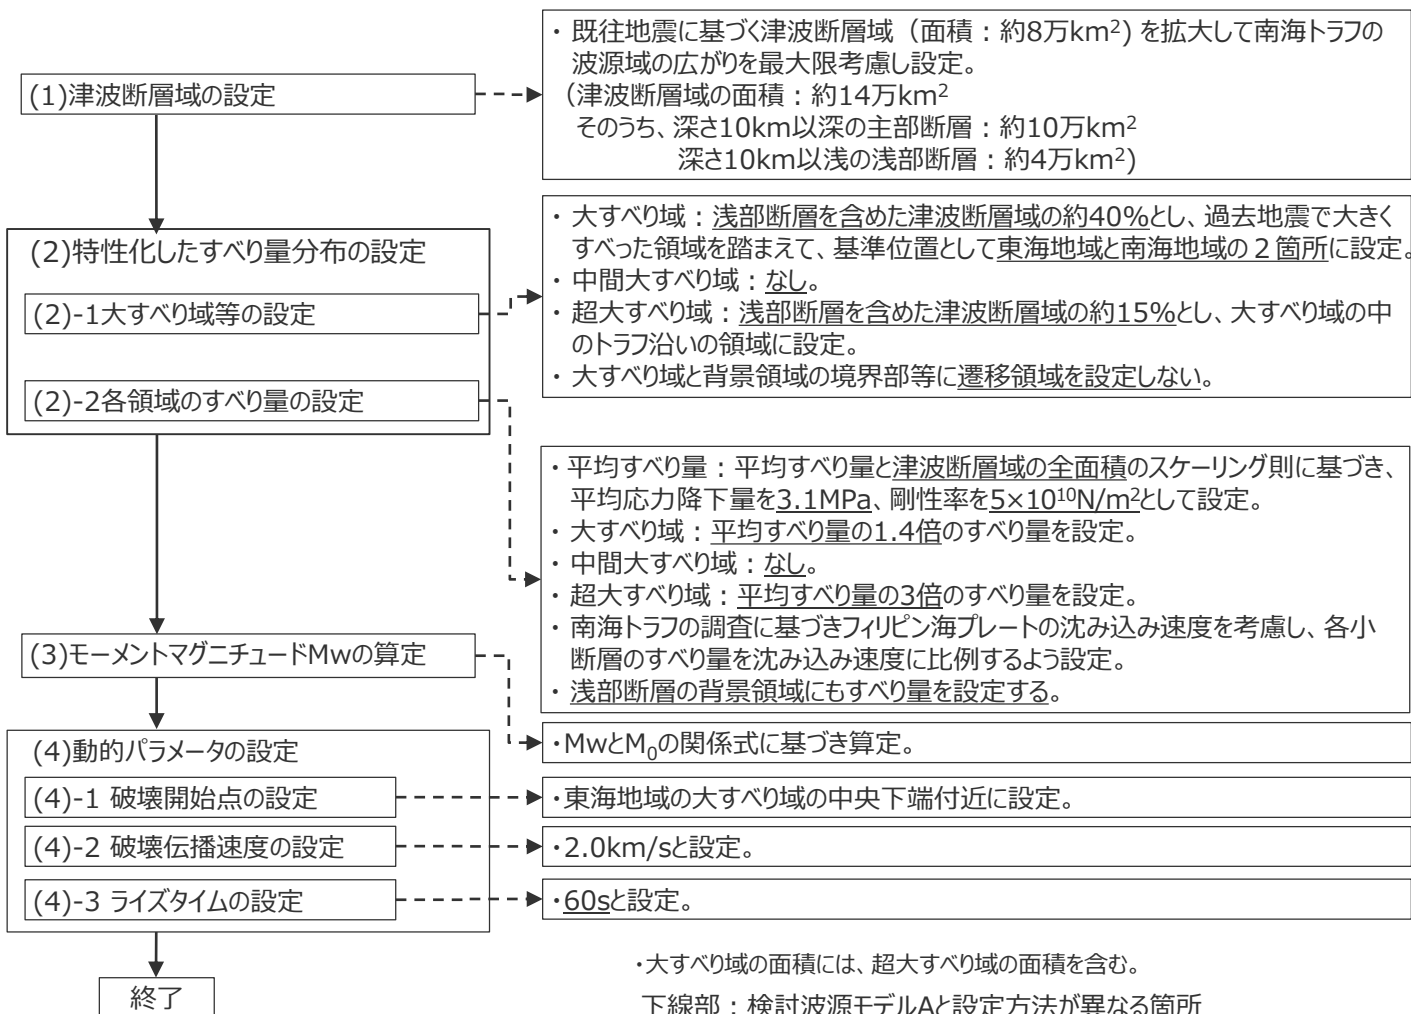 (1)津波断層域の設定
・既往地震に基づく津波断層域（面積：約8万km²) を拡大して南海トラフの
波源域の広がりを最大限考慮し設定。
（津波断層域の面積：約14万km²
そのうち、深さ10km以深の主部断層：約10万km²
深さ10km以浅の浅部断層：約4万km²)
(2)特性化したすべり量分布の設定
(2)-1大すべり域等の設定
・大すべり域：浅部断層を含めた津波断層域の約40%とし、過去地震で大きく
すべった領域を踏まえて、基準位置として東海地域と南海地域の２箇所に設定。
・中間大すべり域：なし。
・超大すべり域：浅部断層を含めた津波断層域の約15%とし、大すべり域の中
のトラフ沿いの領域に設定。
・大すべり域と背景領域の境界部等に遷移領域を設定しない。
(2)-2各領域のすべり量の設定
・平均すべり量：平均すべり量と津波断層域の全面積のスケーリング則に基づき、
平均応力降下量を3.1MPa、剛性率を5×10¹⁰N/m²として設定。
・大すべり域：平均すべり量の1.4倍のすべり量を設定。
・中間大すべり域：なし。
・超大すべり域：平均すべり量の3倍のすべり量を設定。
・南海トラフの調査に基づきフィリピン海プレートの沈み込み速度を考慮し、各小
断層のすべり量を沈み込み速度に比例するよう設定。
・浅部断層の背景領域にもすべり量を設定する。
(3)モーメントマグニチュードMwの算定
・MwとM₀の関係式に基づき算定。
(4)動的パラメータの設定
(4)-1 破壊開始点の設定
・東海地域の大すべり域の中央下端付近に設定。
(4)-2 破壊伝播速度の設定
・2.0km/sと設定。
(4)-3 ライズタイムの設定
・60sと設定。
終了
・大すべり域の面積には、超大すべり域の面積を含む。
下線部：検討波源モデルAと設定方法が異なる箇所